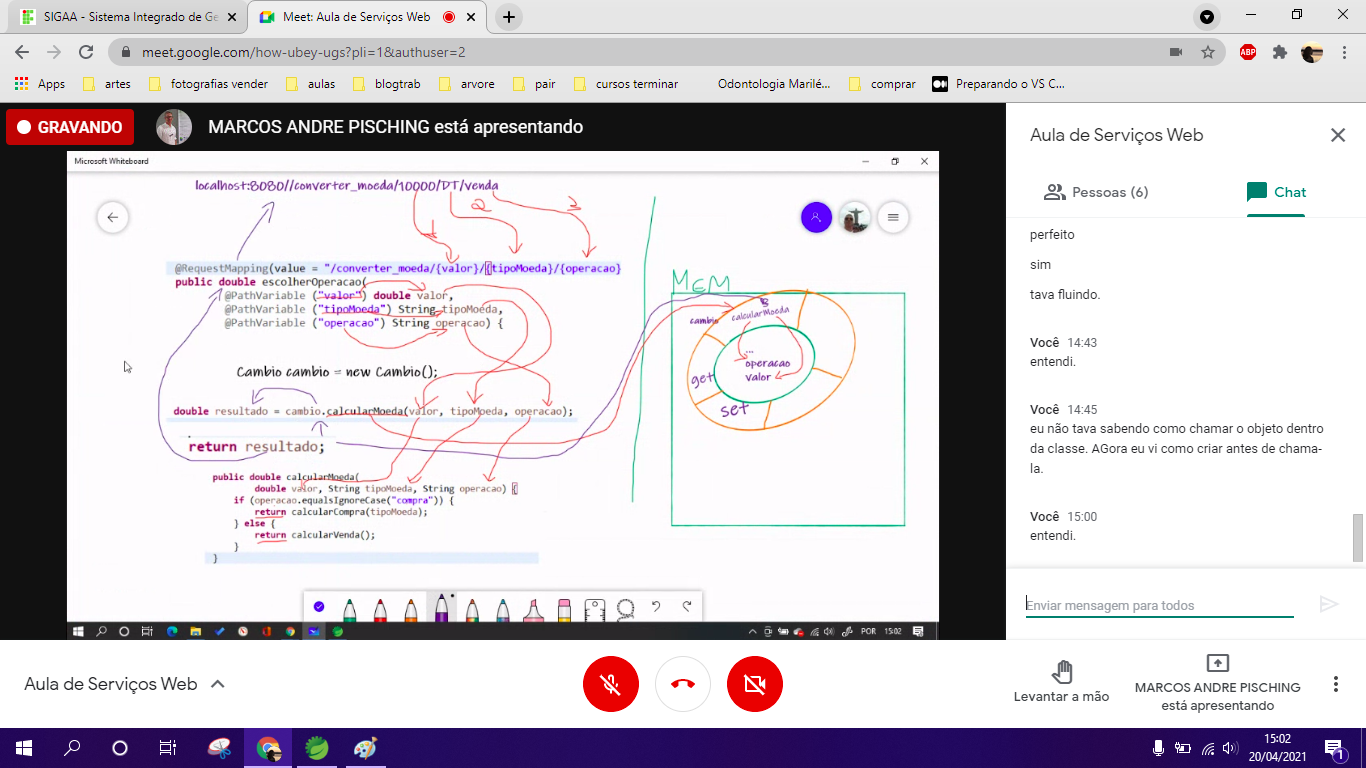 SIGAA - Sistema Integrado de Ge
Meet: Aula de Serviços Web
meet.google.com/how-ubey-ugs?pli=1&authuser=2
ABP
Apps
artes
fotografias vender
aulas
blogtrab
arvore
pair
cursos terminar
Odontologia Marilé...
comprar
Preparando o VS C...
GRAVANDO
MARCOS ANDRE PISCHING está apresentando
Microsoft Whiteboard
localhost:8080//converter_moeda/10000/DT/venda
1
2
3
@RequestMapping(value = "/converter_moeda/{valor}/{tipoMoeda}/{operacao}
public double escolherOperacao(
@PathVariable ("valor") double valor,
@PathVariable ("tipoMoeda") String tipoMoeda,
@PathVariable ("operacao") String operacao) {
Cambio cambio = new Cambio();
double resultado = cambio.calcularMoeda(valor, tipoMoeda, operacao);
return resultado;
public double calcularMoeda(
double valor, String tipoMoeda, String operacao) {
if (operacao.equalsIgnoreCase("compra")) {
return calcularCompra(tipoMoeda);
} else {
return calcularVenda();
}
}
MEM
cambio
calcularMoeda
...
operacao
valor
get
set
POR
15:02
Aula de Serviços Web
Pessoas (6)
Chat
perfeito
sim
tava fluindo.
Você 14:43
entendi.
Você 14:45
eu não tava sabendo como chamar o objeto dentro
da classe. AGora eu vi como criar antes de chama-
la.
Você 15:00
entendi.
Enviar mensagem para todos
Aula de Serviços Web
Levantar a mão
MARCOS ANDRE PISCHING
está apresentando
15:02
20/04/2021
1